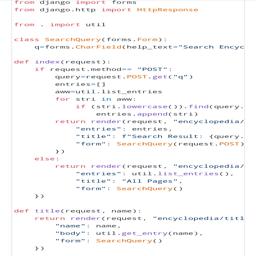 from django import forms
from django.http import HttpResponse
from . import util
class SearchQuery(forms.Form):
q=forms.CharField(help_text="Search Encyc
def index(request):
if request.method== "POST":
query=request.POST.get("q")
entries=[]
aww=util.list_entries
for stri in aww:
if (stri.lowercase()).find(query.
entries.append(stri)
return render(request, "encyclopedia/
"entries": entries,
"title": f"Search Result: {query.
"form": SearchQuery(request.POST)
})
else:
return render(request, "encyclopedia/
"entries": util.list_entries(),
"title": "All Pages",
"form": SearchQuery()
})
def title(request, name):
return render(request, "encyclopedia/titl
"name": name,
"body": util.get_entry(name),
"form": SearchQuery()
})